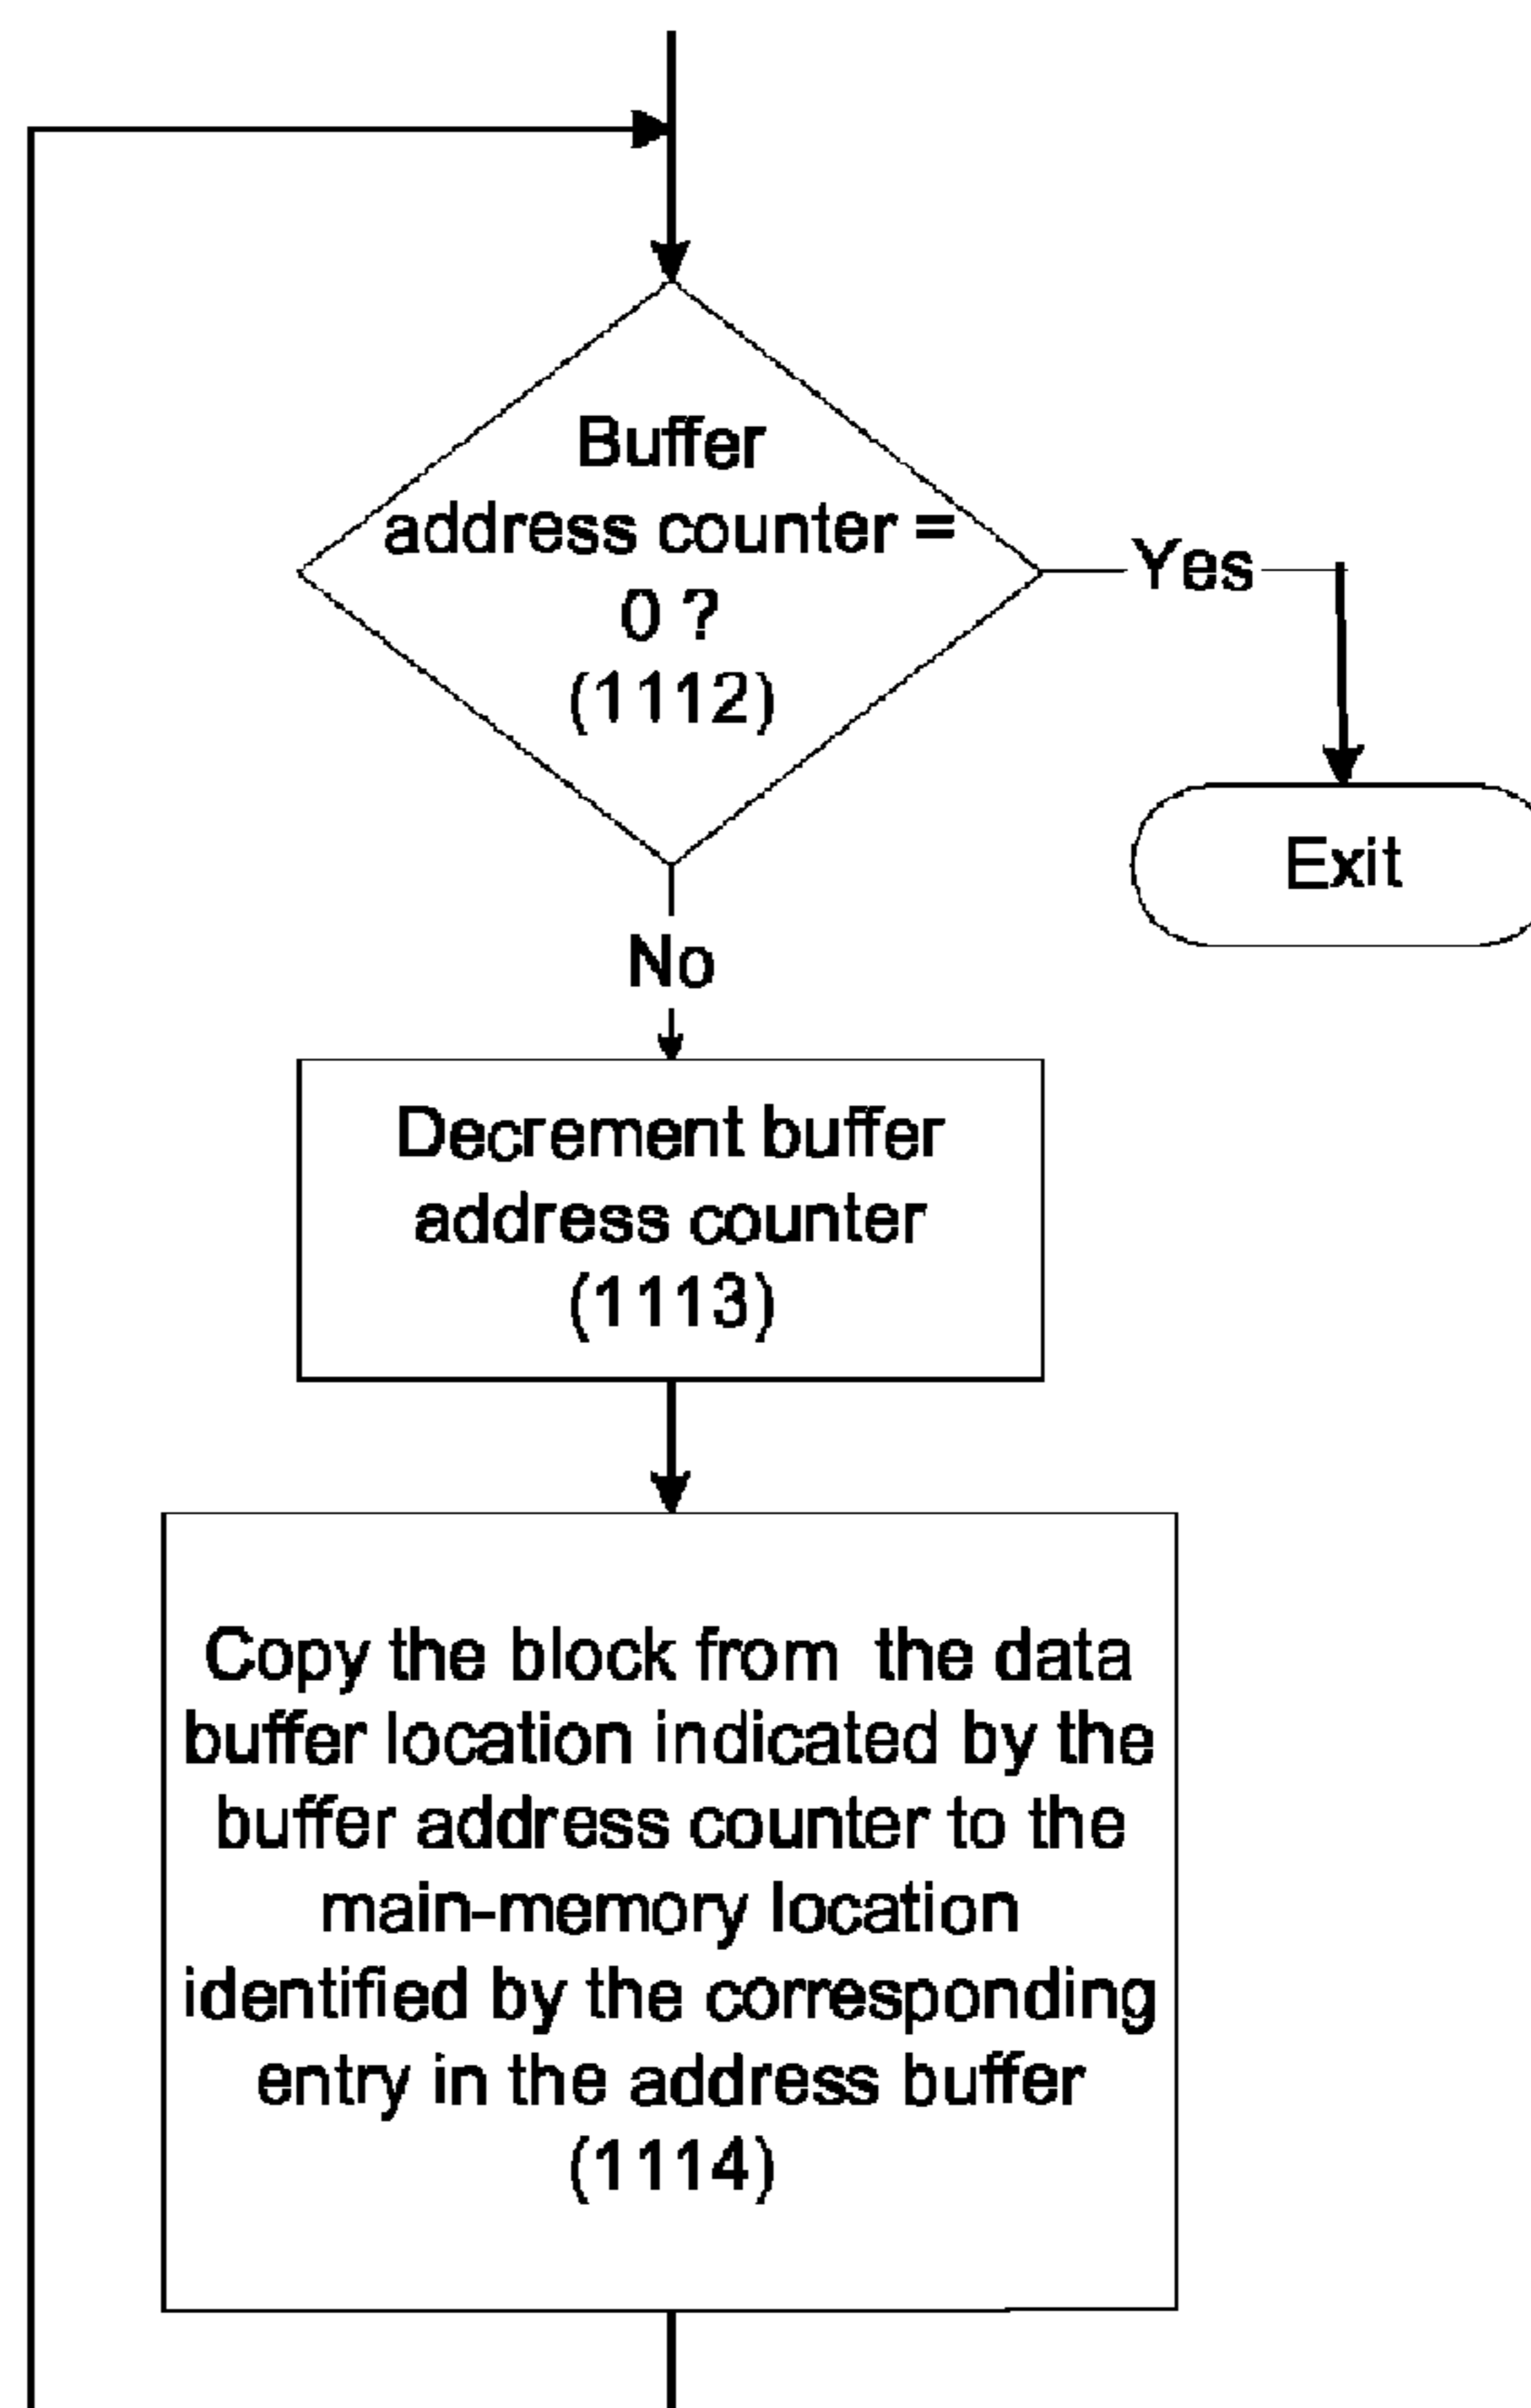 Buffer
address counter =
0 ?
(1112)
Yes
Exit
No
Decrement buffer
address counter
(1113)
Copy the block from the data
buffer location indicated by the
buffer address counter to the
main-memory location
identified by the corresponding
entry in the address buffer
(1114)